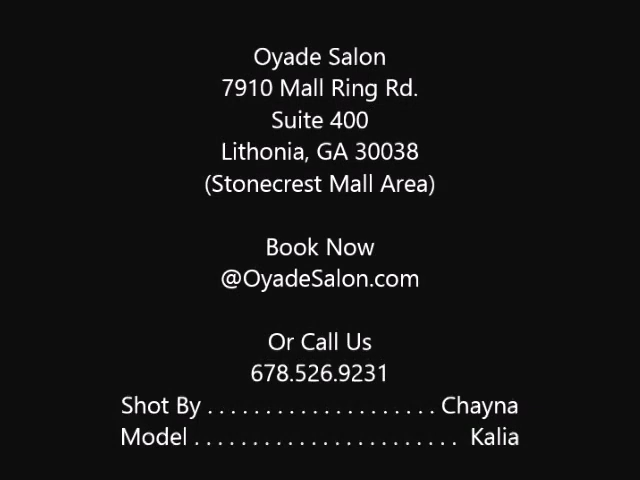 Oyade Salon
7910 Mall Ring Rd.
Suite 400
Lithonia, GA 30038
(Stonecrest Mall Area)
Book Now
@OyadeSalon.com
Or Call Us
678.526.9231
Shot By . . . . . . . . . . . . . . . . . . . . Chayna
Model . . . . . . . . . . . . . . . . . . . . . . . Kalia